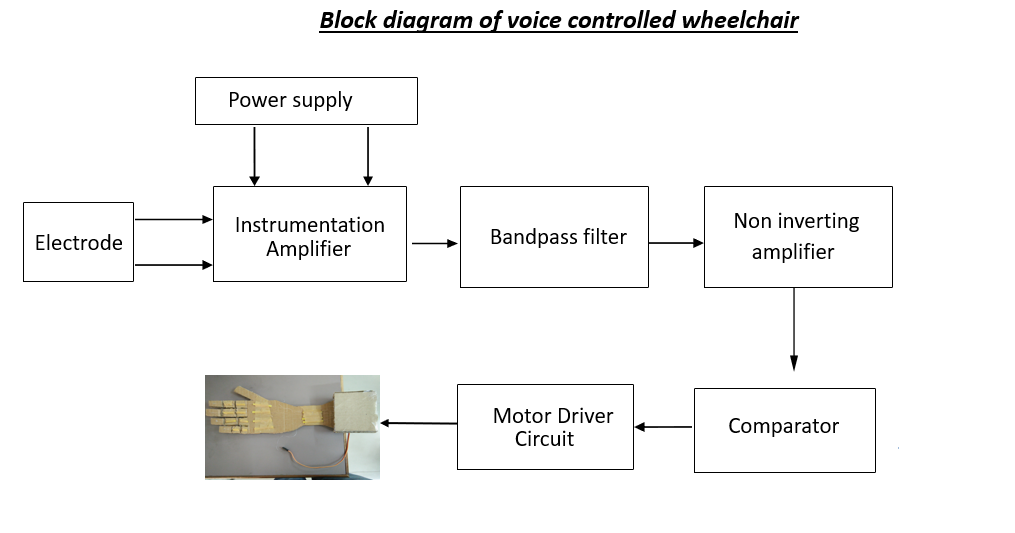 Block diagram of voice controlled wheelchair
Power supply
Electrode
Instrumentation
Amplifier
Bandpass filter
Non inverting
amplifier
Motor Driver
Circuit
Comparator